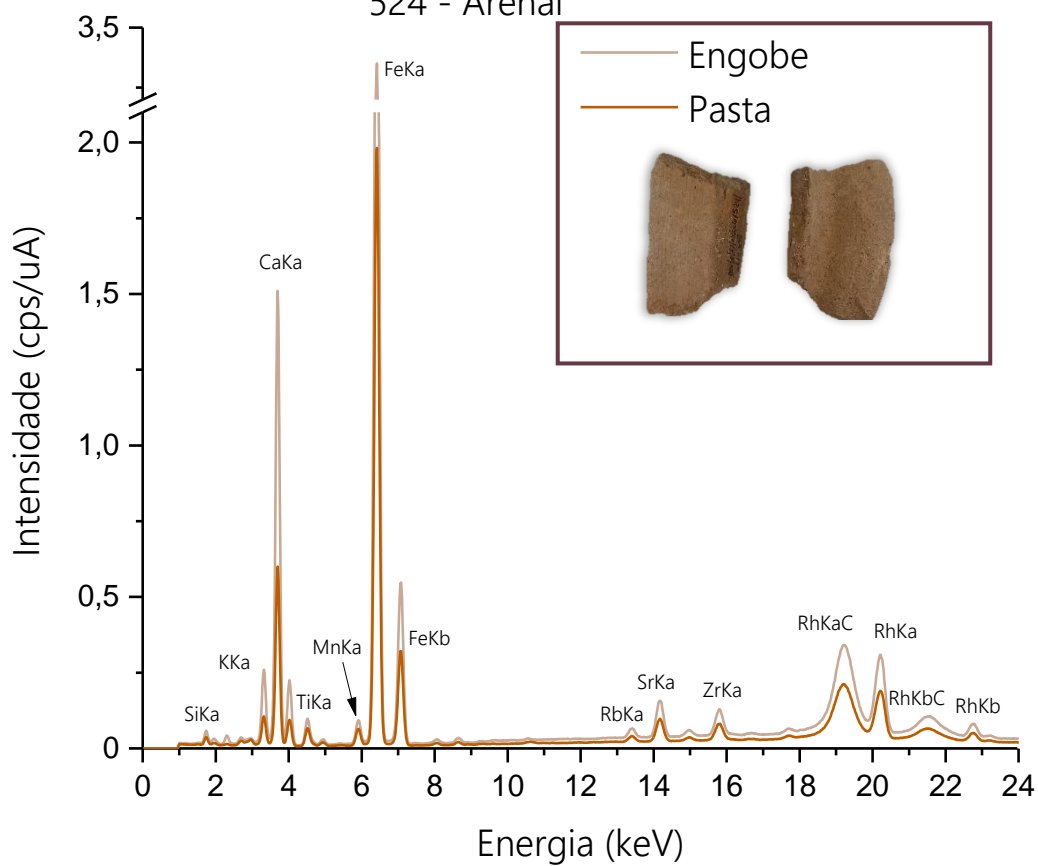 524 - Arenal
3,5
2,0
1,5
1,0
0,5
0
Intensidade (cps/uA)
Engobe
Pasta
FeKa
CaKa
KKa
SiKa
TiKa
MnKa
FeKb
RbKa
SrKa
ZrKa
RhKaC
RhKa
RhKbC
RhKb
0 2 4 6 8 10 12 14 16 18 20 22 24
Energia (keV)